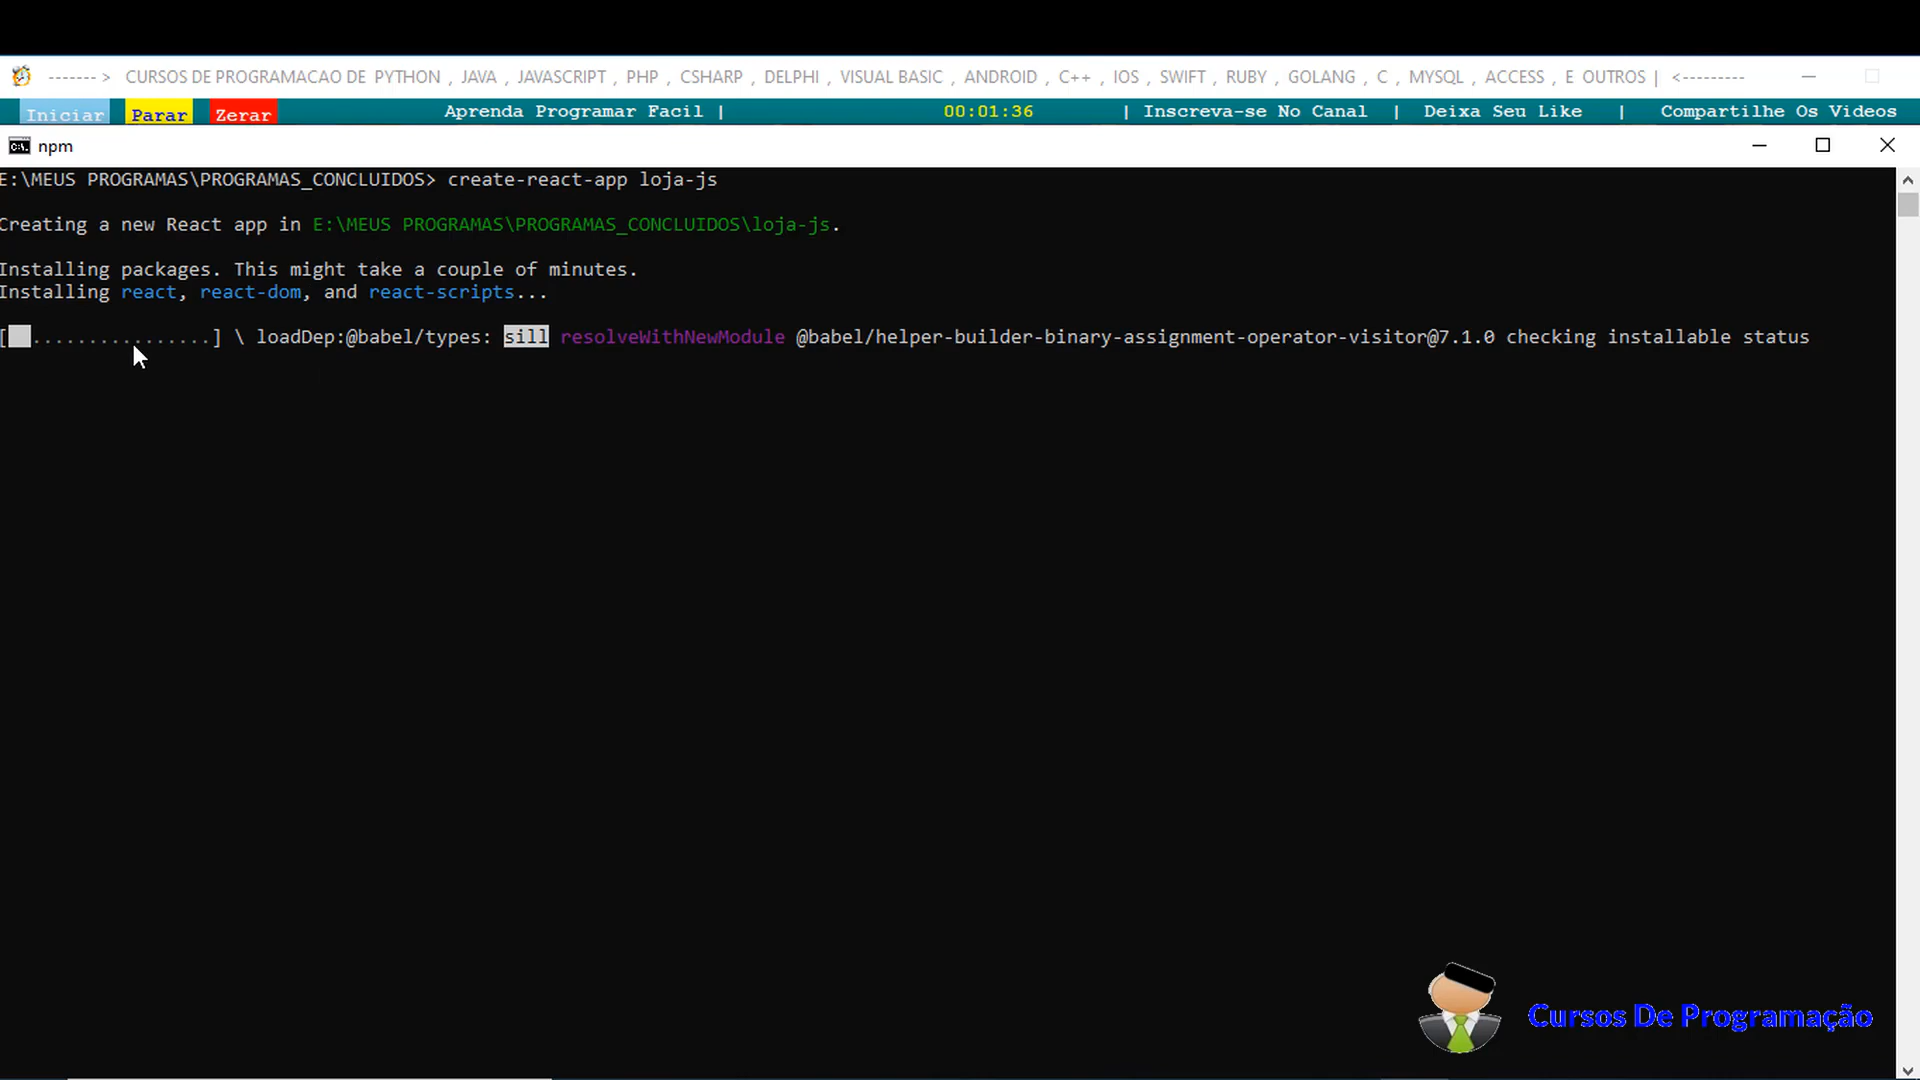 ------- > CURSOS DE PROGRAMACAO DE PYTHON , JAVA , JAVASCRIPT , PHP , CSHARP , DELPHI , VISUAL BASIC , ANDROID , C++ , IOS , SWIFT , RUBY , GOLANG , C , MYSQL , ACCESS , E OUTROS | <---------
Iniciar Parar Zerar Aprenda Programar Facil | 00:01:36 | Inscreva-se No Canal | Deixa Seu Like | Compartilhe Os Videos
npm
E:\MEUS PROGRAMAS\PROGRAMAS_CONCLUIDOS> create-react-app loja-js
Creating a new React app in E:\MEUS PROGRAMAS\PROGRAMAS_CONCLUIDOS\loja-js.
Installing packages. This might take a couple of minutes.
Installing react, react-dom, and react-scripts...
[  ................] \ loadDep:@babel/types: sill resolveWithNewModule @babel/helper-builder-binary-assignment-operator-visitor@7.1.0 checking installable status
Cursos De Programação